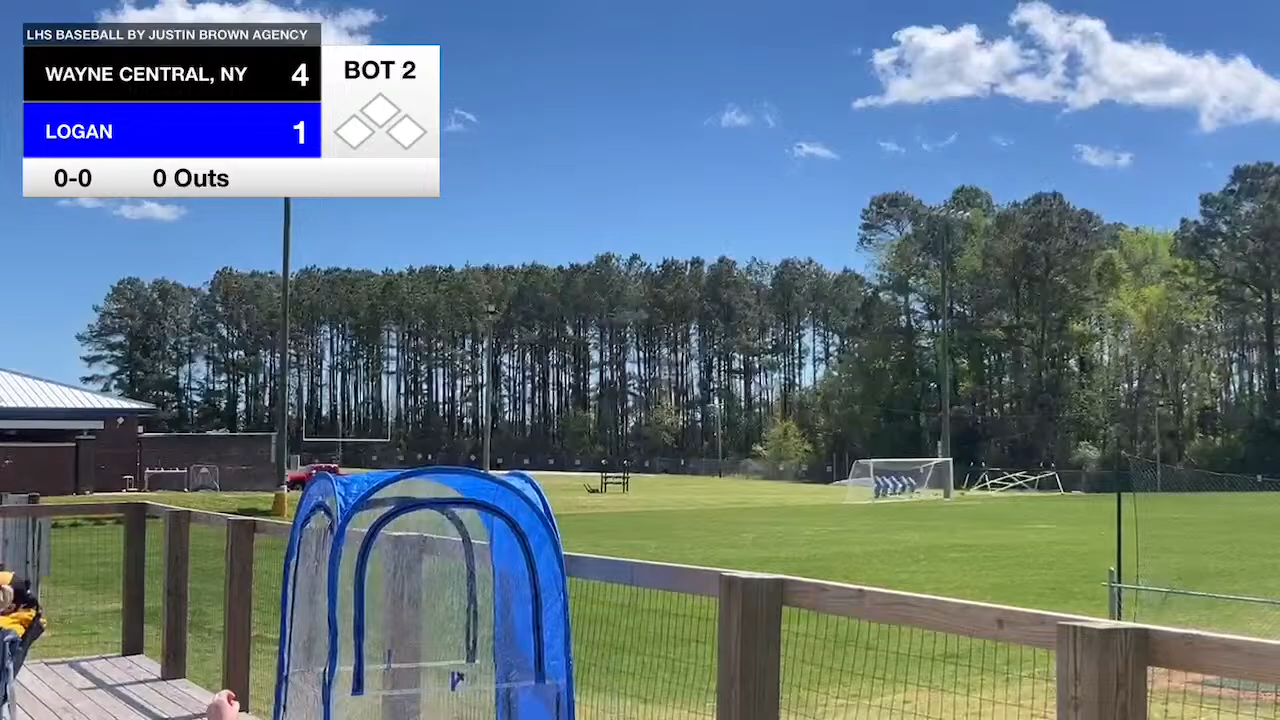 LHS BASEBALL BY JUSTIN BROWN AGENCY
WAYNE CENTRAL, NY 4
BOT 2
LOGAN 1
0-0 0 Outs